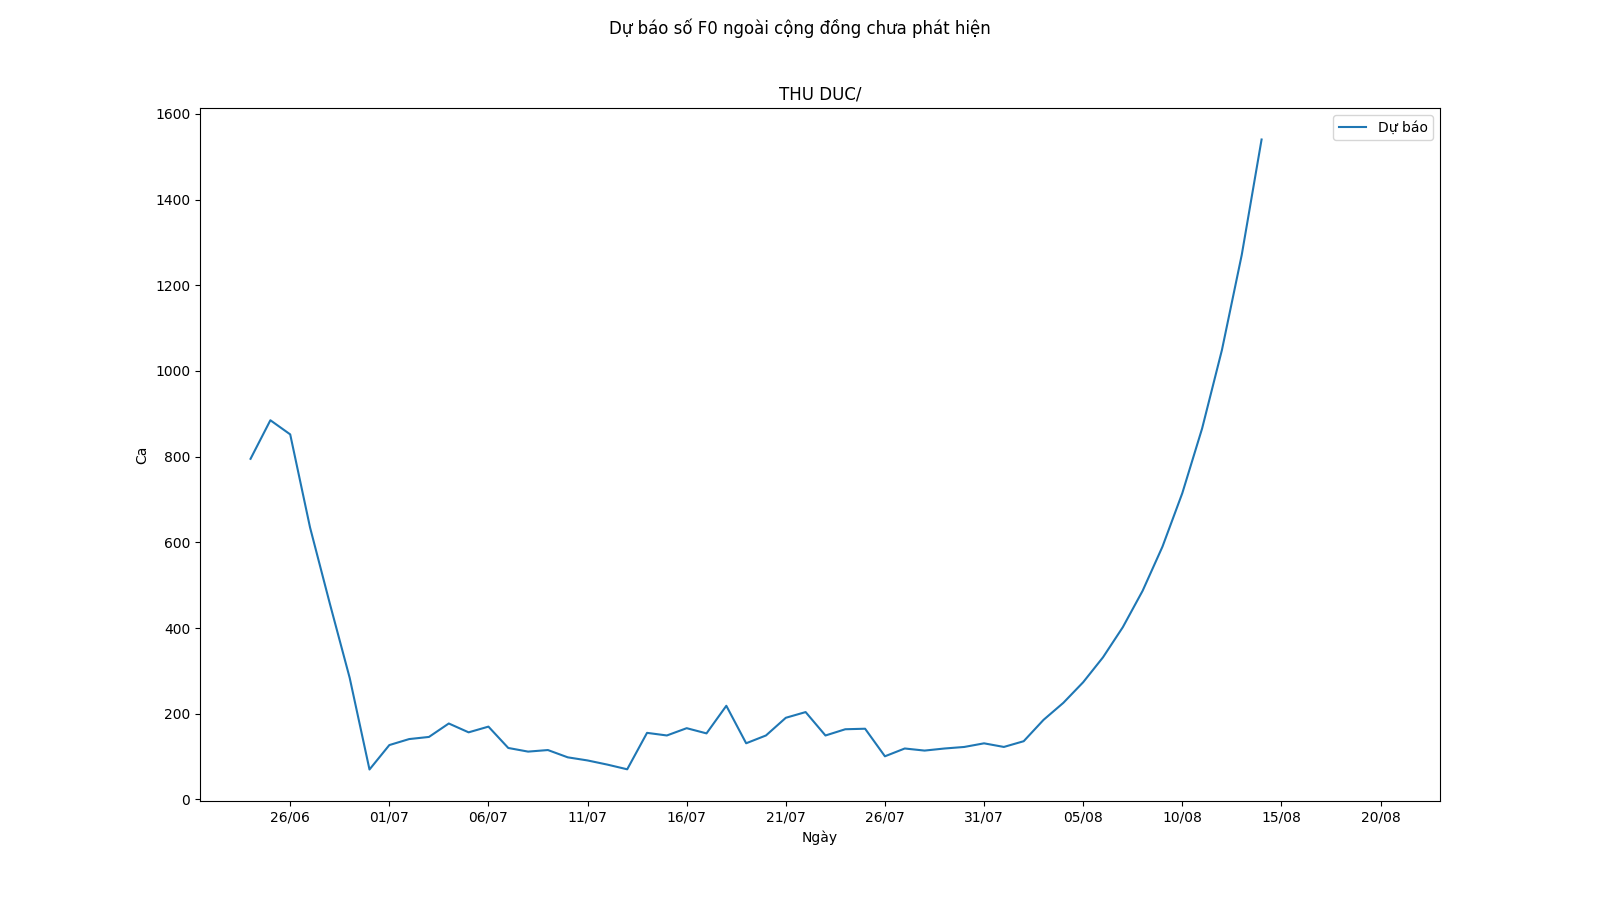 Dự báo số F0 ngoài cộng đồng chưa phát hiện
THU DUC/
Dự báo
1600
1400
1200
1000
800
600
400
200
0
Ca
26/06 01/07 06/07 11/07 16/07 21/07 26/07 31/07 05/08 10/08 15/08 20/08
Ngày